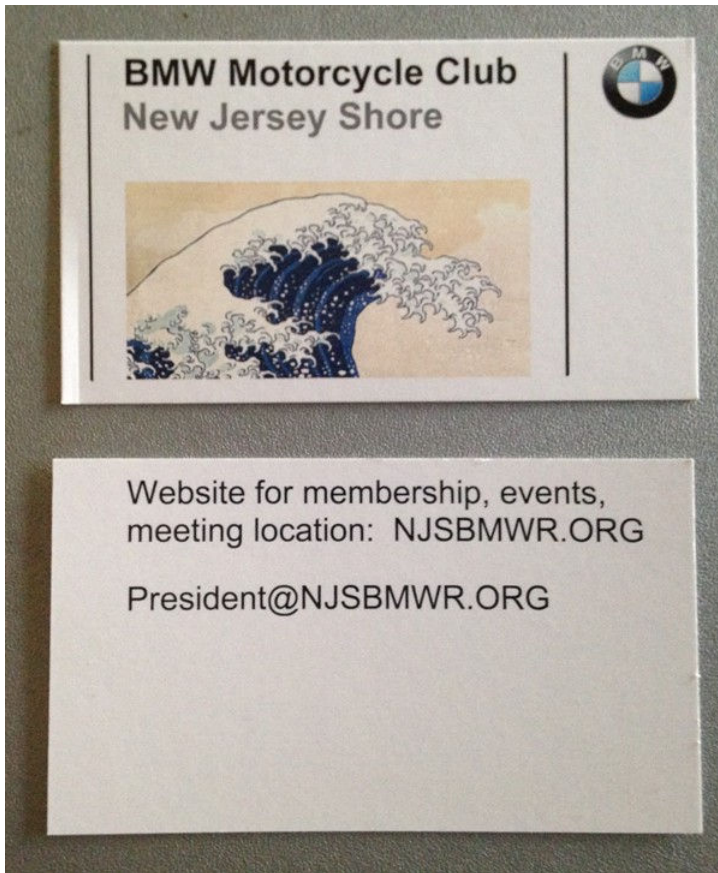 BMW Motorcycle Club
BMW
New Jersey Shore
Website for membership, events,
meeting location: NJSBMWR.ORG
President@NJSBMWR.ORG